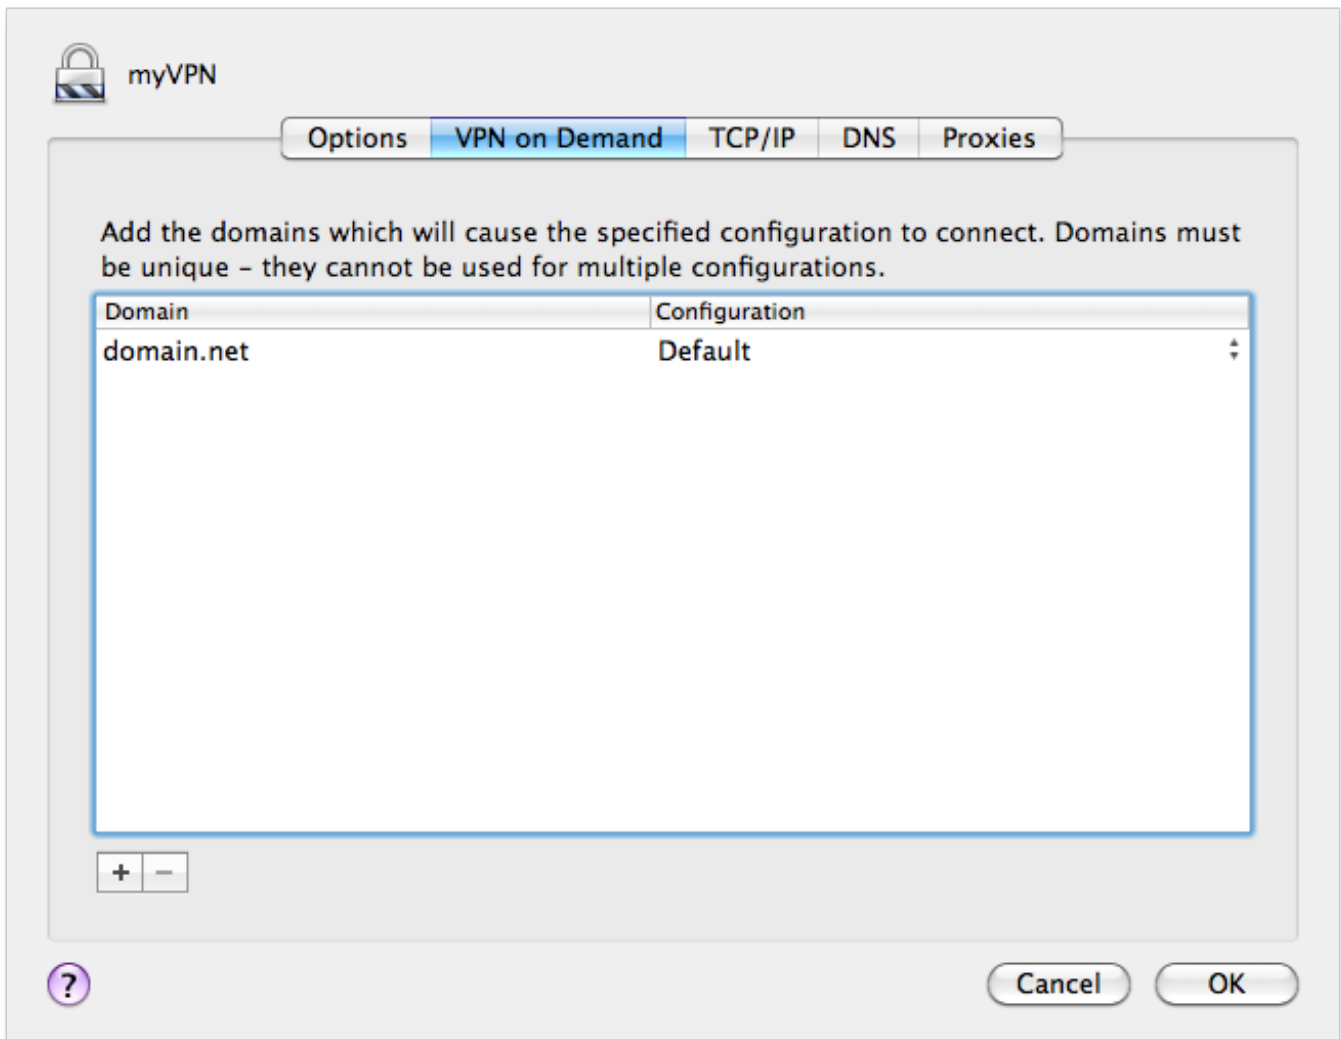 myVPN
Options VPN on Demand TCP/IP DNS Proxies
Add the domains which will cause the specified configuration to connect. Domains must
be unique – they cannot be used for multiple configurations.
Domain Configuration
domain.net Default
+ −
? Cancel OK